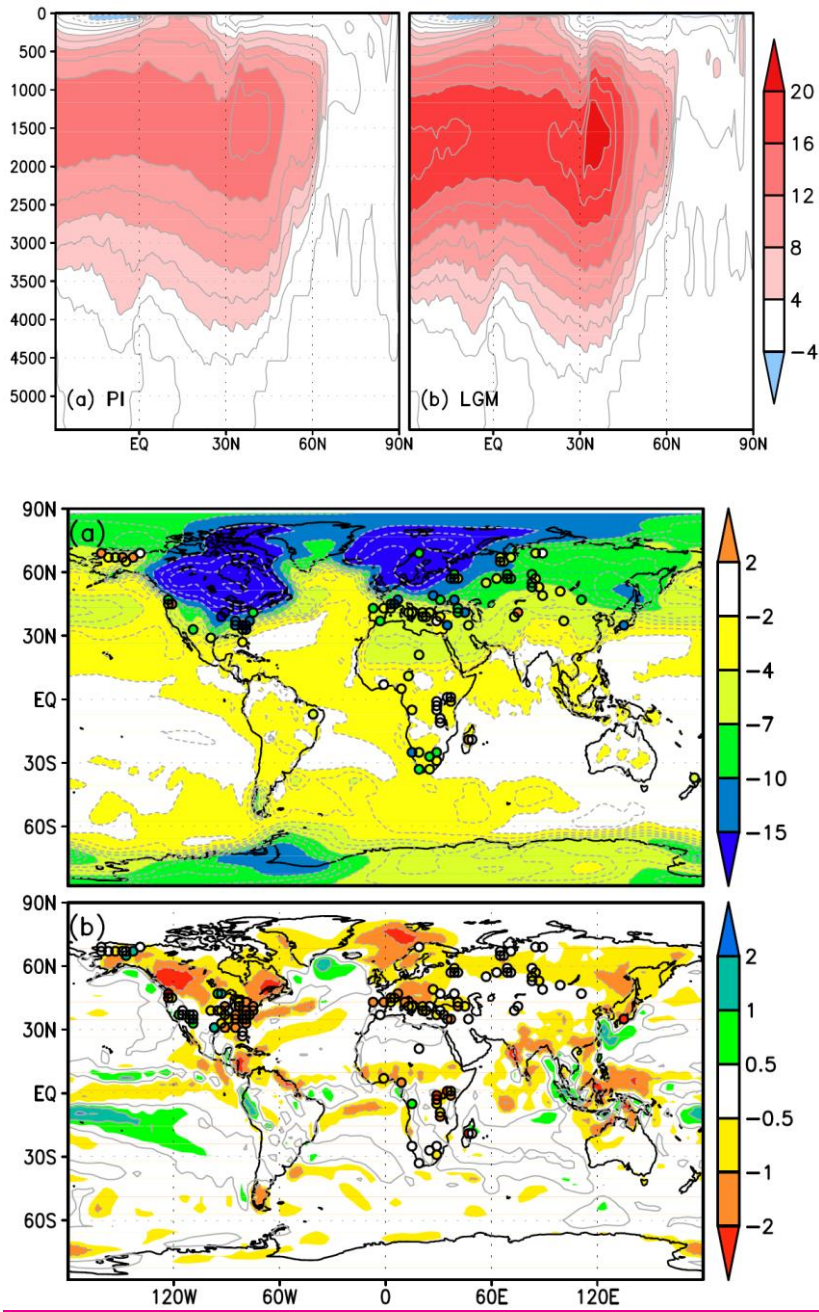 0
500
1000
1500
2000
2500
3000
3500
4000
4500
5000
(a) PI
(b) LGM
EQ 30N 60N 90N
EQ 30N 60N 90N
20
16
12
8
4
−4
(a)
90N
60N
30N
EQ
30S
60S
2
−2
−4
−7
−10
−15
(b)
90N
60N
30N
EQ
30S
60S
120W 60W 0 60E 120E
2
1
0.5
−0.5
−1
−2